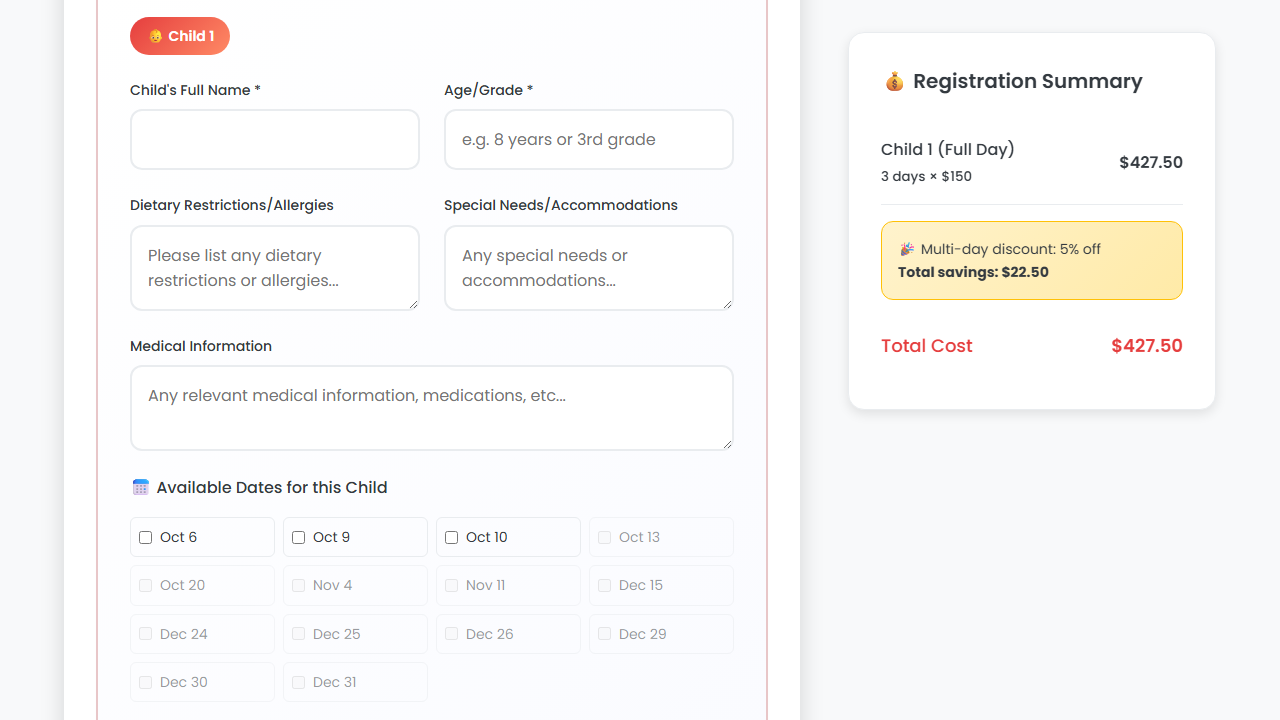 👶 Child 1
Child's Full Name *
Age/Grade *
e.g. 8 years or 3rd grade
Dietary Restrictions/Allergies
Special Needs/Accommodations
Please list any dietary
restrictions or allergies...
Any special needs or
accommodations...
Medical Information
Any relevant medical information, medications, etc...
Available Dates for this Child
Oct 6
Oct 9
Oct 10
Oct 13
Oct 20
Nov 4
Nov 11
Dec 15
Dec 24
Dec 25
Dec 26
Dec 29
Dec 30
Dec 31
💰 Registration Summary
Child 1 (Full Day)
3 days × $150
$427.50
🎉 Multi-day discount: 5% off
Total savings: $22.50
Total Cost
$427.50